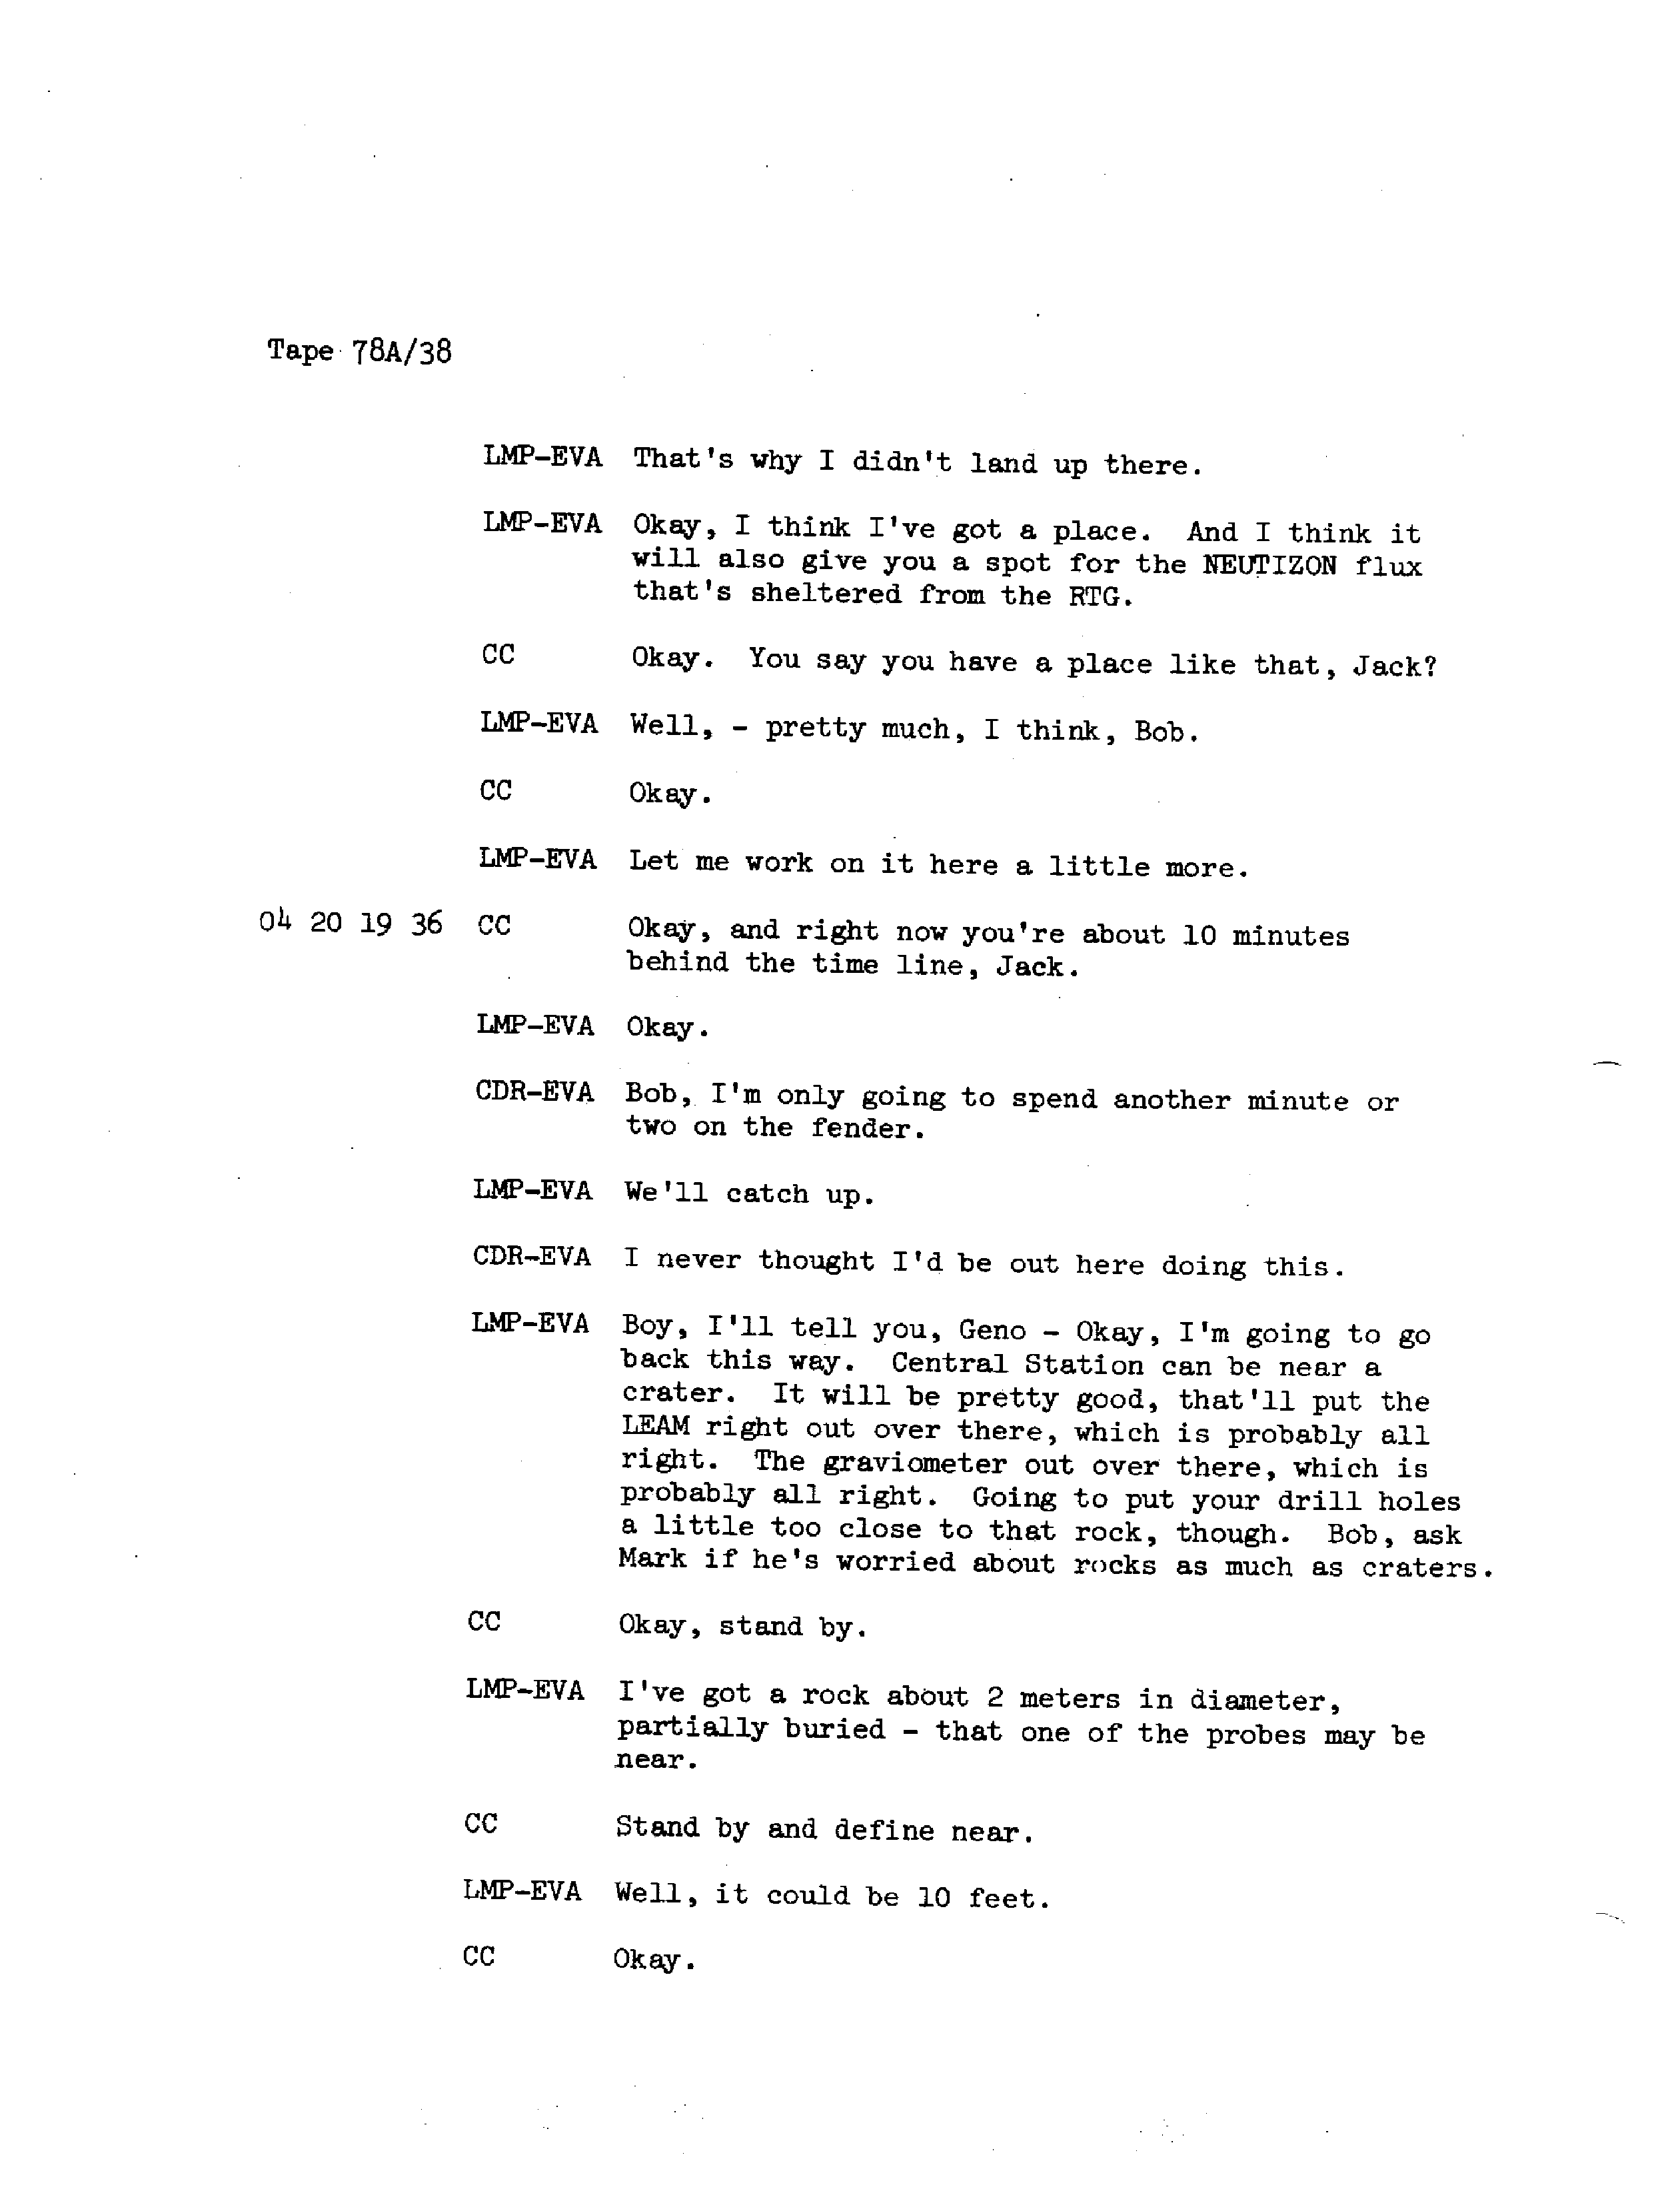 Tape 78A/38
LMP-EVA That's why I didn't land up there.
LMP-EVA Okay, I think I've got a place. And I think it
will also give you a spot for the NEUTIZON flux
that's sheltered from the RTG.
CC Okay. You say you have a place like that, Jack?
LMP-EVA Well, - pretty much, I think, Bob.
CC Okay.
LMP-EVA Let me work on it here a little more.
04 20 19 36 CC Okay, and right now you're about 10 minutes
behind the time line, Jack.
LMP-EVA Okay.
CDR-EVA Bob, I'm only going to spend another minute or
two on the fender.
LMP-EVA We'll catch up.
CDR-EVA I never thought I'd be out here doing this.
LMP-EVA Boy, I'll tell you, Geno - Okay, I'm going to go
back this way. Central Station can be near a
crater. It will be pretty good, that'll put the
LEAM right out over there, which is probably all
right. The graviometer out over there, which is
probably all right. Going to put your drill holes
a little too close to that rock, though. Bob, ask
Mark if he's worried about rocks as much as craters.
CC Okay, stand by.
LMP-EVA I've got a rock about 2 meters in diameter,
partially buried - that one of the probes may be
near.
CC Stand by and define near.
LMP-EVA Well, it could be 10 feet.
CC Okay.